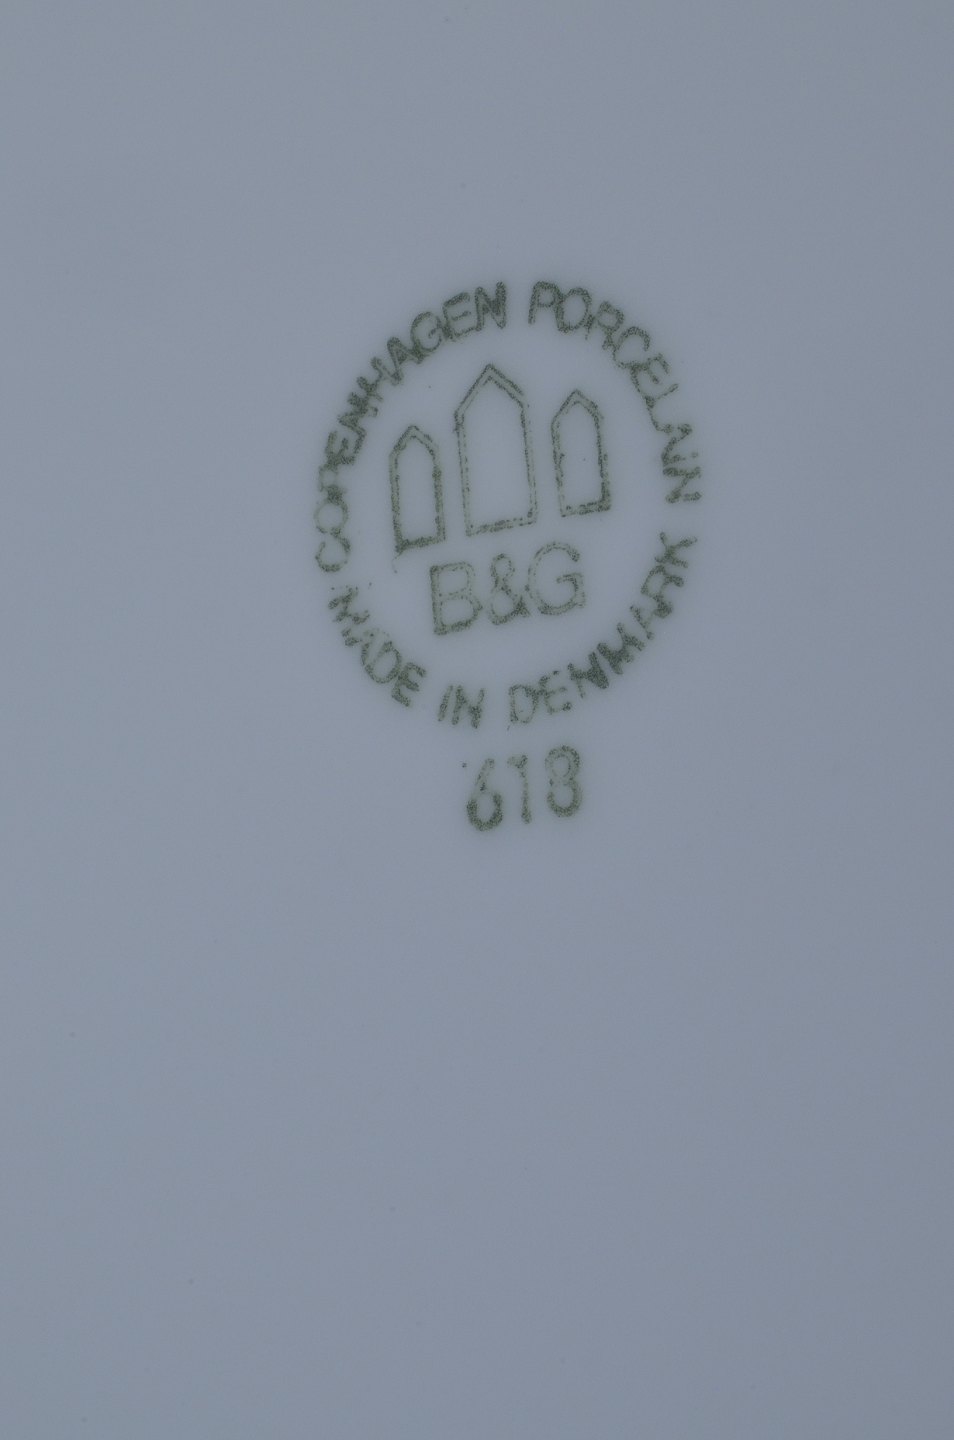 COPENHAGEN PORCELAIN
B&G
MADE IN DENMARK
618